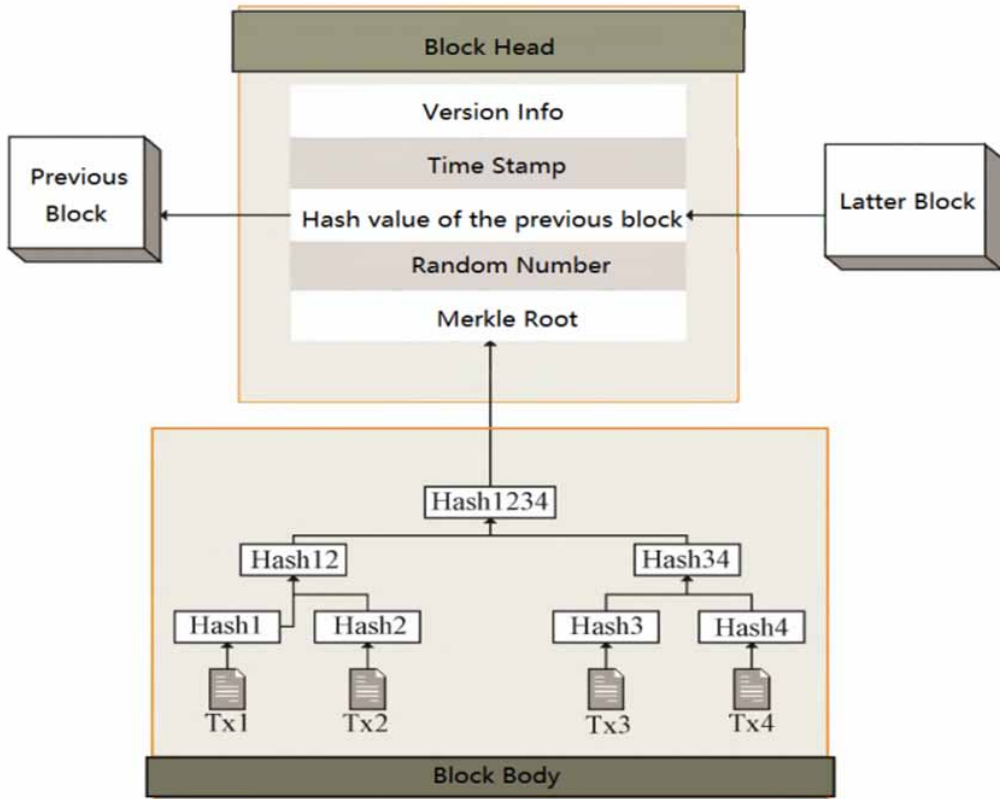 Block Head
Version Info
Time Stamp
Previous
Block
Hash value of the previous block
Latter Block
Random Number
Merkle Root
Hash1234
Hash12
Hash34
Hash1
Hash2
Hash3
Hash4
Tx1
Tx2
Tx3
Tx4
Block Body